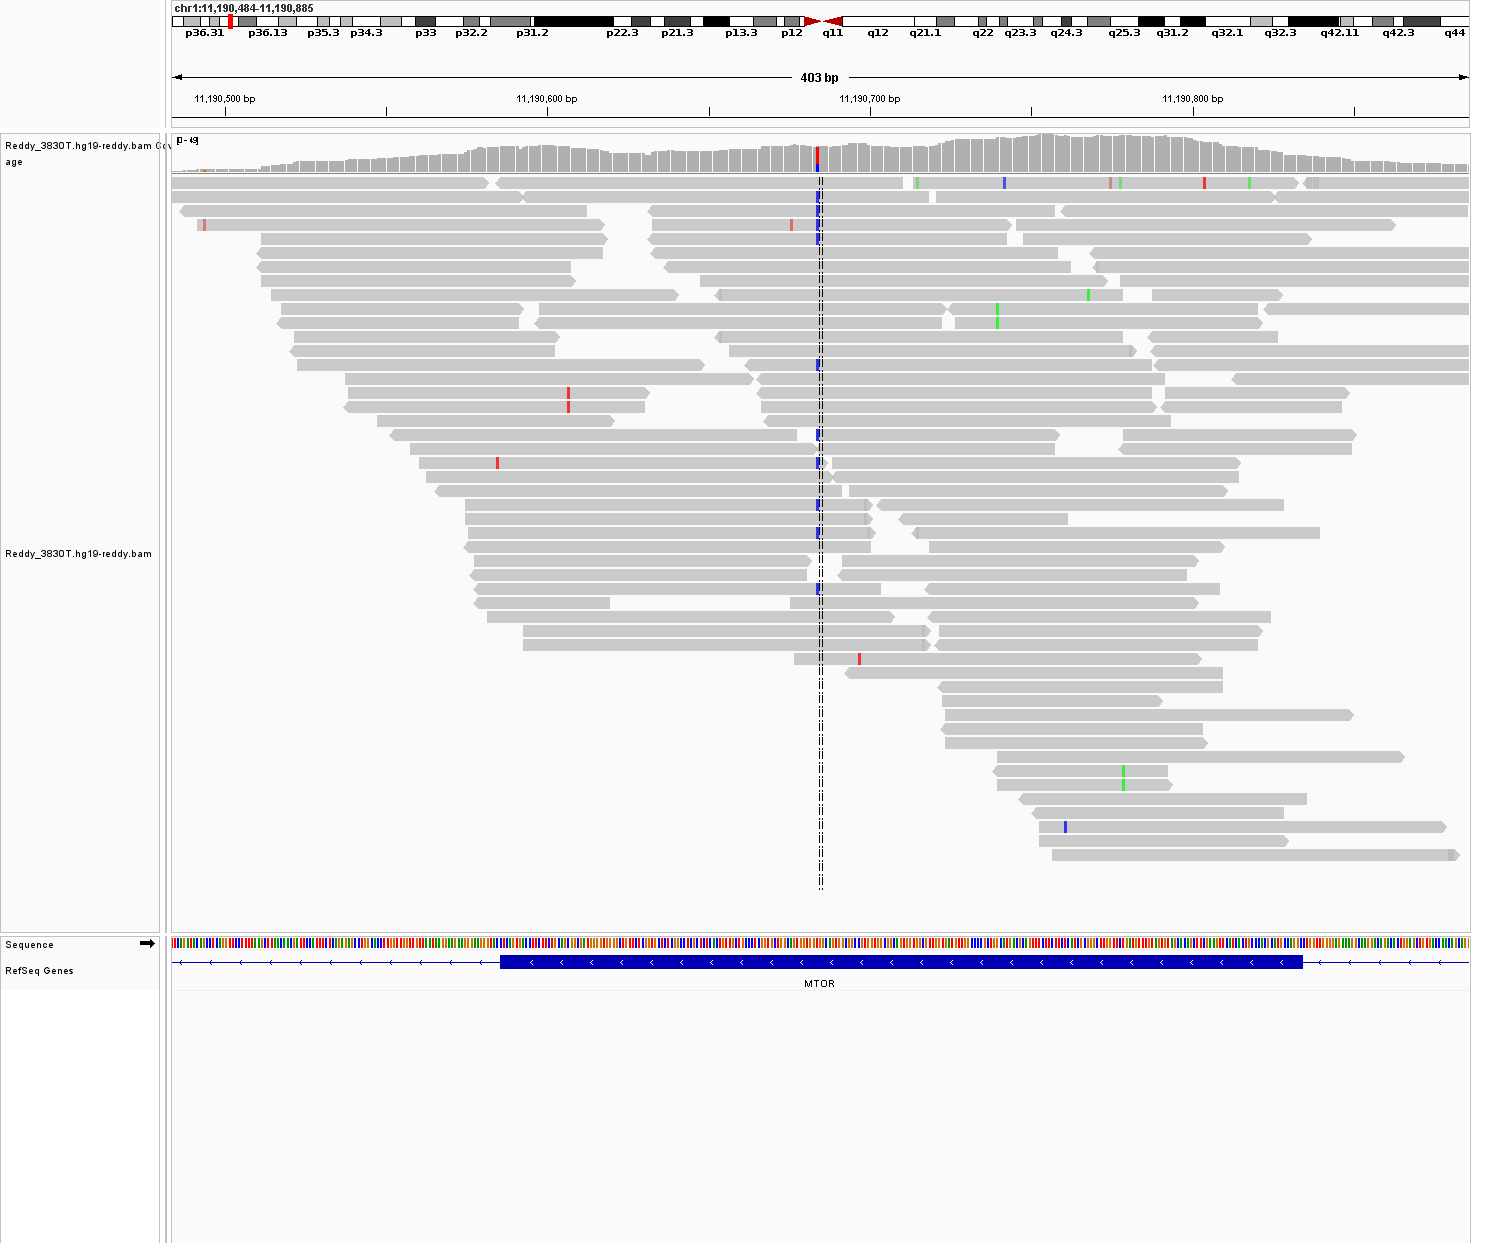 chr1:11,190,484-11,190,885
p36.31 p36.13 p35.3 p34.3 p33 p32.2 p31.2 p22.3 p21.3 p13.3 p12 q11 q12 q21.1 q22 q23.3 q24.3 q25.3 q31.2 q32.1 q32.3 q42.11 q42.3 q44
403 bp
11,190,500 bp 11,190,600 bp 11,190,700 bp 11,190,800 bp
Reddy_3830T.hg19-reddy.bam Cov
age
Reddy_3830T.hg19-reddy.bam
Sequence
RefSeq Genes
MTOR